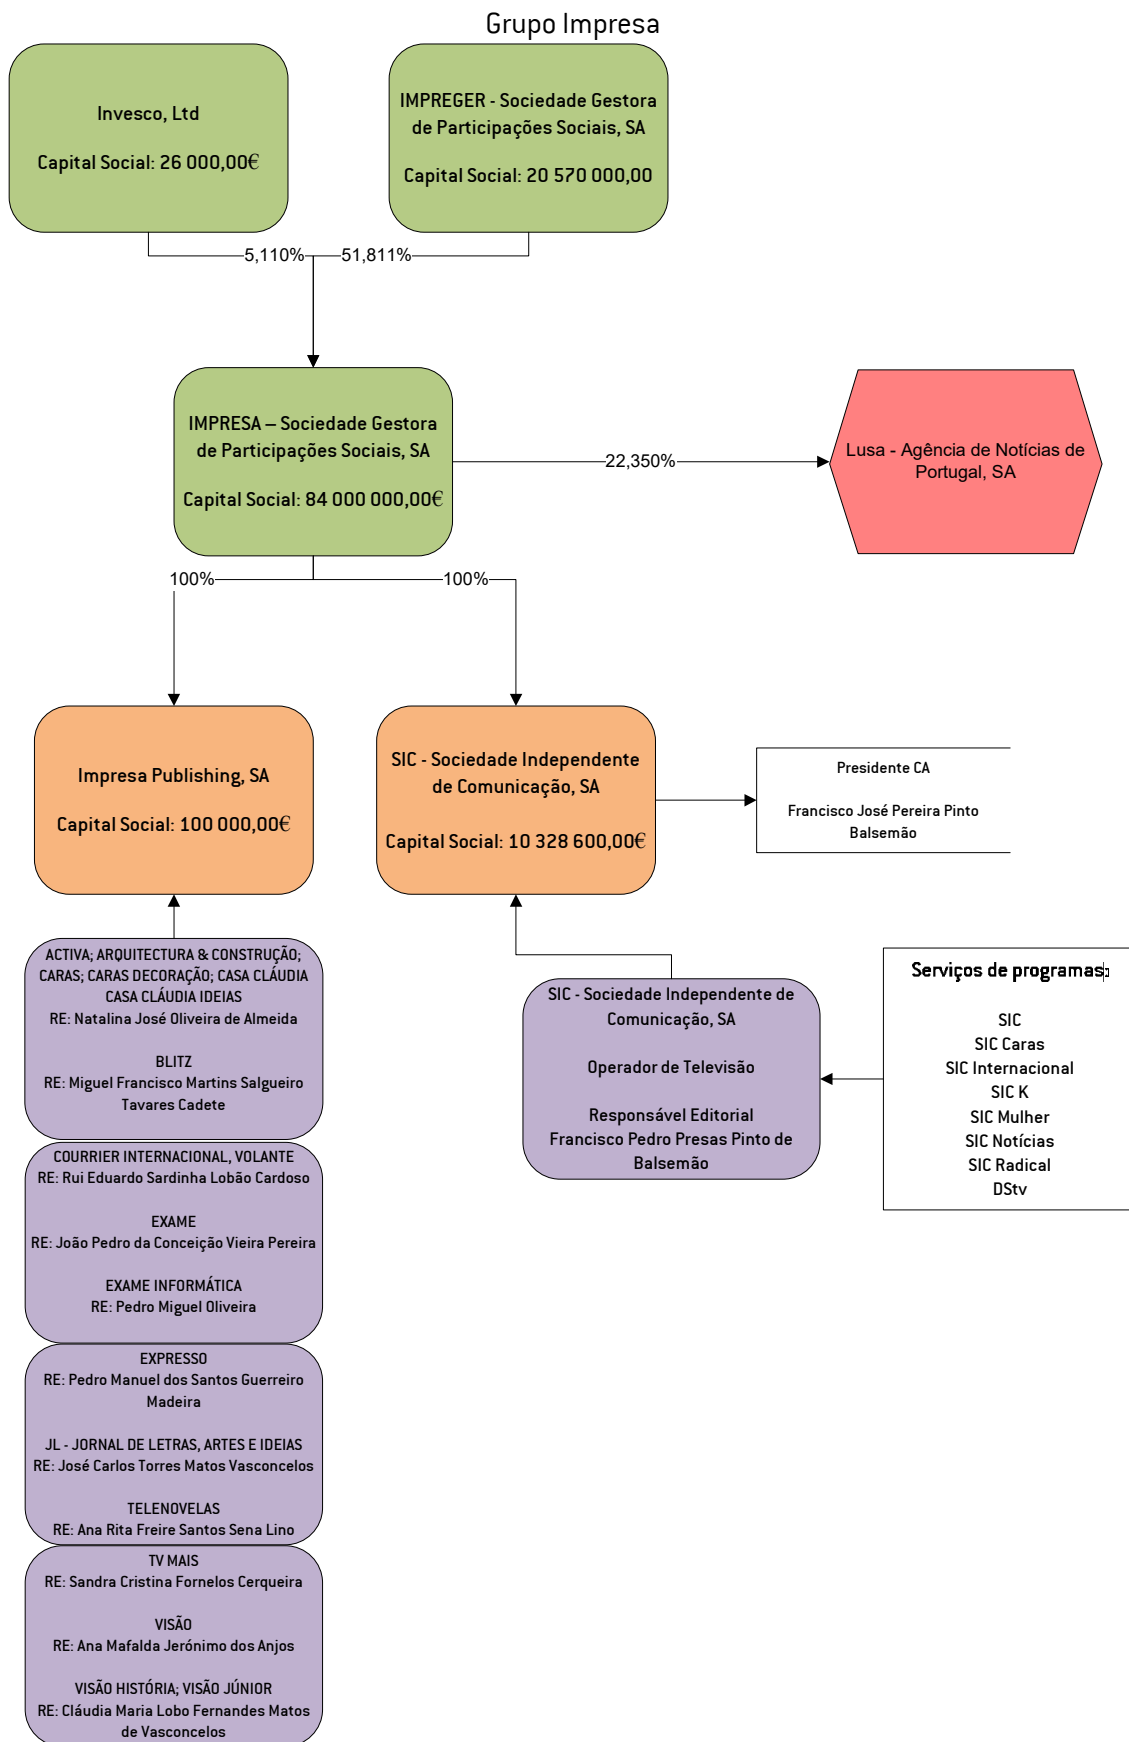 Grupo Impresa
Invesco, Ltd
Capital Social: 26 000,00€
IMPREGER - Sociedade Gestora
de Participações Sociais, SA
Capital Social: 20 570 000,00
5,110%
51,811%
IMPRESA – Sociedade Gestora
de Participações Sociais, SA
Capital Social: 84 000 000,00€
22,350%
Lusa - Agência de Notícias de
Portugal, SA
100%
100%
Impresa Publishing, SA
Capital Social: 100 000,00€
SIC - Sociedade Independente
de Comunicação, SA
Capital Social: 10 328 600,00€
Presidente CA
Francisco José Pereira Pinto
Balsemão
ACTIVA; ARQUITECTURA & CONSTRUÇÃO;
CARAS; CARAS DECORAÇÃO; CASA CLÁUDIA
CASA CLÁUDIA IDEIAS
RE: Natalina José Oliveira de Almeida
BLITZ
RE: Miguel Francisco Martins Salgueiro
Tavares Cadete
COURRIER INTERNACIONAL, VOLANTE
RE: Rui Eduardo Sardinha Lobão Cardoso
EXAME
RE: João Pedro da Conceição Vieira Pereira
EXAME INFORMÁTICA
RE: Pedro Miguel Oliveira
EXPRESSO
RE: Pedro Manuel dos Santos Guerreiro
Madeira
JL - JORNAL DE LETRAS, ARTES E IDEIAS
RE: José Carlos Torres Matos Vasconcelos
TELENOVELAS
RE: Ana Rita Freire Santos Sena Lino
TV MAIS
RE: Sandra Cristina Fornelos Cerqueira
VISÃO
RE: Ana Mafalda Jerónimo dos Anjos
VISÃO HISTÓRIA; VISÃO JÚNIOR
RE: Cláudia Maria Lobo Fernandes Matos
de Vasconcelos
SIC - Sociedade Independente de
Comunicação, SA
Operador de Televisão
Responsável Editorial
Francisco Pedro Presas Pinto de
Balsemão
Serviços de programas:
SIC
SIC Caras
SIC Internacional
SIC K
SIC Mulher
SIC Notícias
SIC Radical
DStv